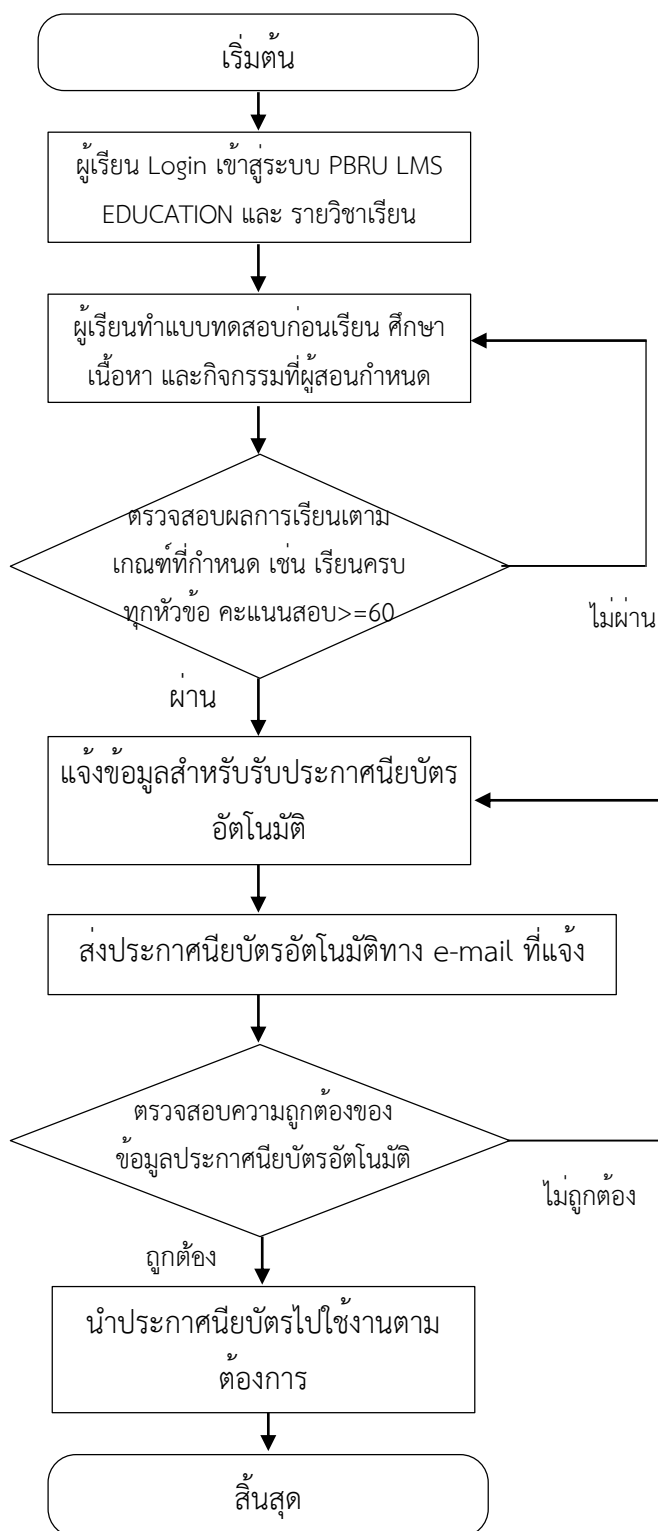 เริ่มต้น
ผู้เรียน Login เข้าสู่ระบบ PBRU LMS
EDUCATION และ รายวิชาเรียน
ผู้เรียนทำแบบทดสอบก่อนเรียน ศึกษา
เนื้อหา และกิจกรรมที่ผู้สอนกำหนด
ตรวจสอบผลการเรียนเตาม
เกณฑ์ที่กำหนด เช่น เรียนครบ
ทุกหัวข้อ คะแนนสอบ>=60
ไม่ผ่าน
ผ่าน
แจ้งข้อมูลสำหรับรับประกาศนียบัตร
อัตโนมัติ
ส่งประกาศนียบัตรอัตโนมัติทาง e-mail ที่แจ้ง
ตรวจสอบความถูกต้องของ
ข้อมูลประกาศนียบัตรอัตโนมัติ
ไม่ถูกต้อง
ถูกต้อง
นำประกาศนียบัตรไปใช้งานตาม
ต้องการ
สิ้นสุด